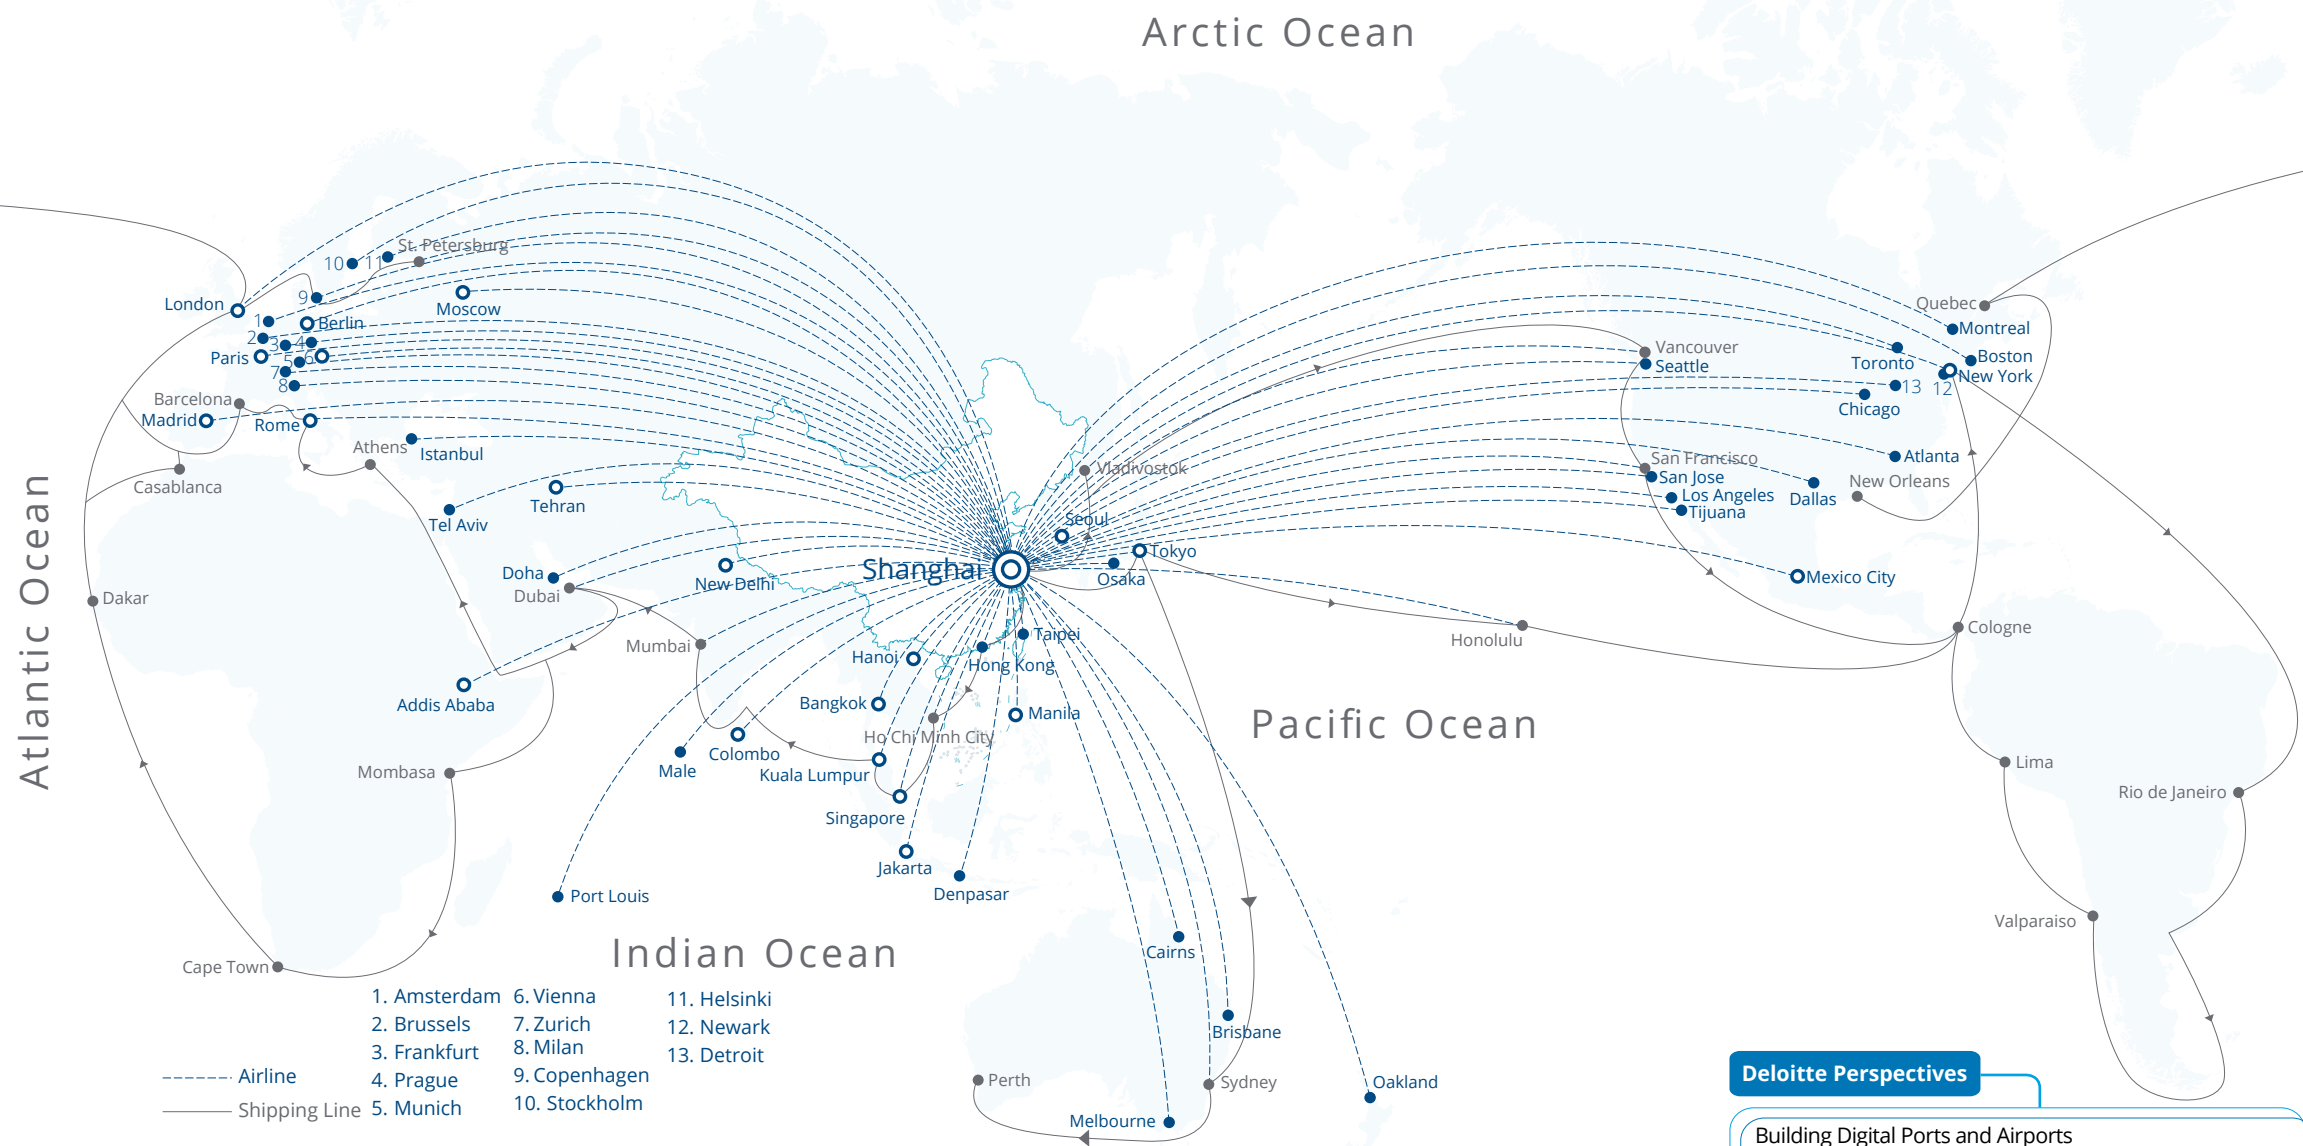 Arctic Ocean
St. Petersburg
10
11
London
9
Moscow
1
Berlin
2
3
4
Paris
5
6
7
8
Barcelona
Madrid
Rome
Athens
Istanbul
Casablanca
Tehran
Tel Aviv
Atlantic Ocean
Doha
Dubai
New Delhi
Shanghai
Dakar
Mumbai
Addis Ababa
Hanoi
Hong Kong
Taipei
Bangkok
Manila
Ho Chi Minh City
Colombo
Male
Kuala Lumpur
Mombasa
Singapore
Jakarta
Denpasar
Port Louis
Cape Town
Indian Ocean
Vladivostok
Seoul
Tokyo
Osaka
Quebec
Montreal
Vancouver
Seattle
Toronto
Boston
New York
12
13
Chicago
Atlanta
San Francisco
San Jose
Los Angeles
Tijuana
Dallas
New Orleans
Mexico City
Honolulu
Cologne
Pacific Ocean
Lima
Rio de Janeiro
Valparaiso
Cairns
Brisbane
Perth
Sydney
Oakland
Melbourne
Airline
Shipping Line
1. Amsterdam
2. Brussels
3. Frankfurt
4. Prague
5. Munich
6. Vienna
7. Zurich
8. Milan
9. Copenhagen
10. Stockholm
11. Helsinki
12. Newark
13. Detroit
Deloitte Perspectives
Building Digital Ports and Airports